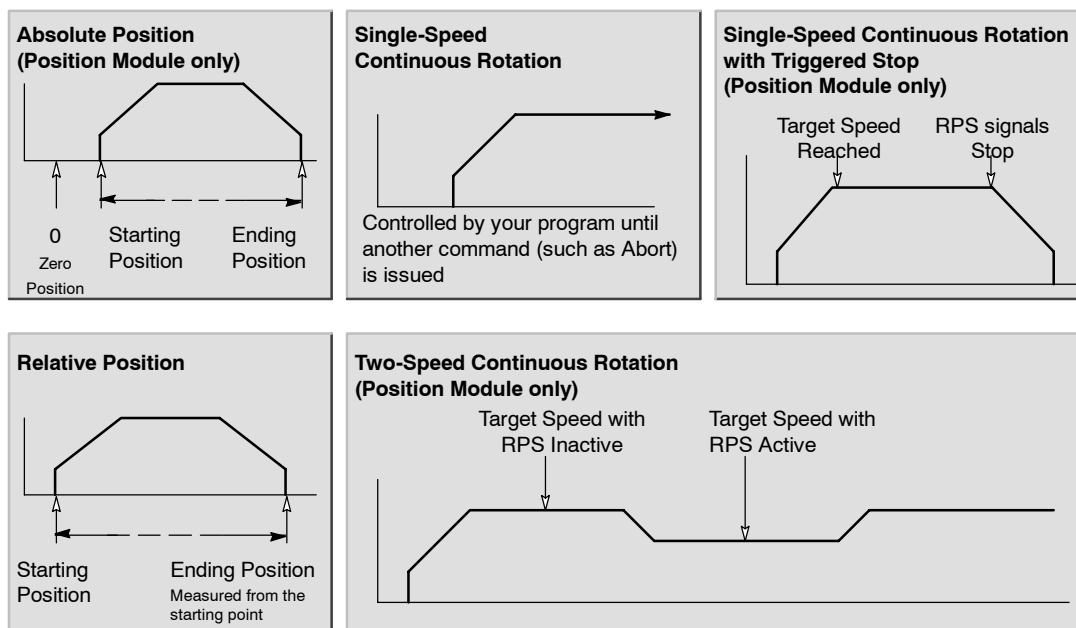 Absolute Position
(Position Module only)
0
Zero
Position
Starting
Position
Ending
Position
Single-Speed
Continuous Rotation
Controlled by your program until
another command (such as Abort)
is issued
Single-Speed Continuous Rotation
with Triggered Stop
(Position Module only)
Target Speed
Reached
RPS signals
Stop
Relative Position
Starting
Position
Ending Position
Measured from the
starting point
Two-Speed Continuous Rotation
(Position Module only)
Target Speed with
RPS Inactive
Target Speed with
RPS Active